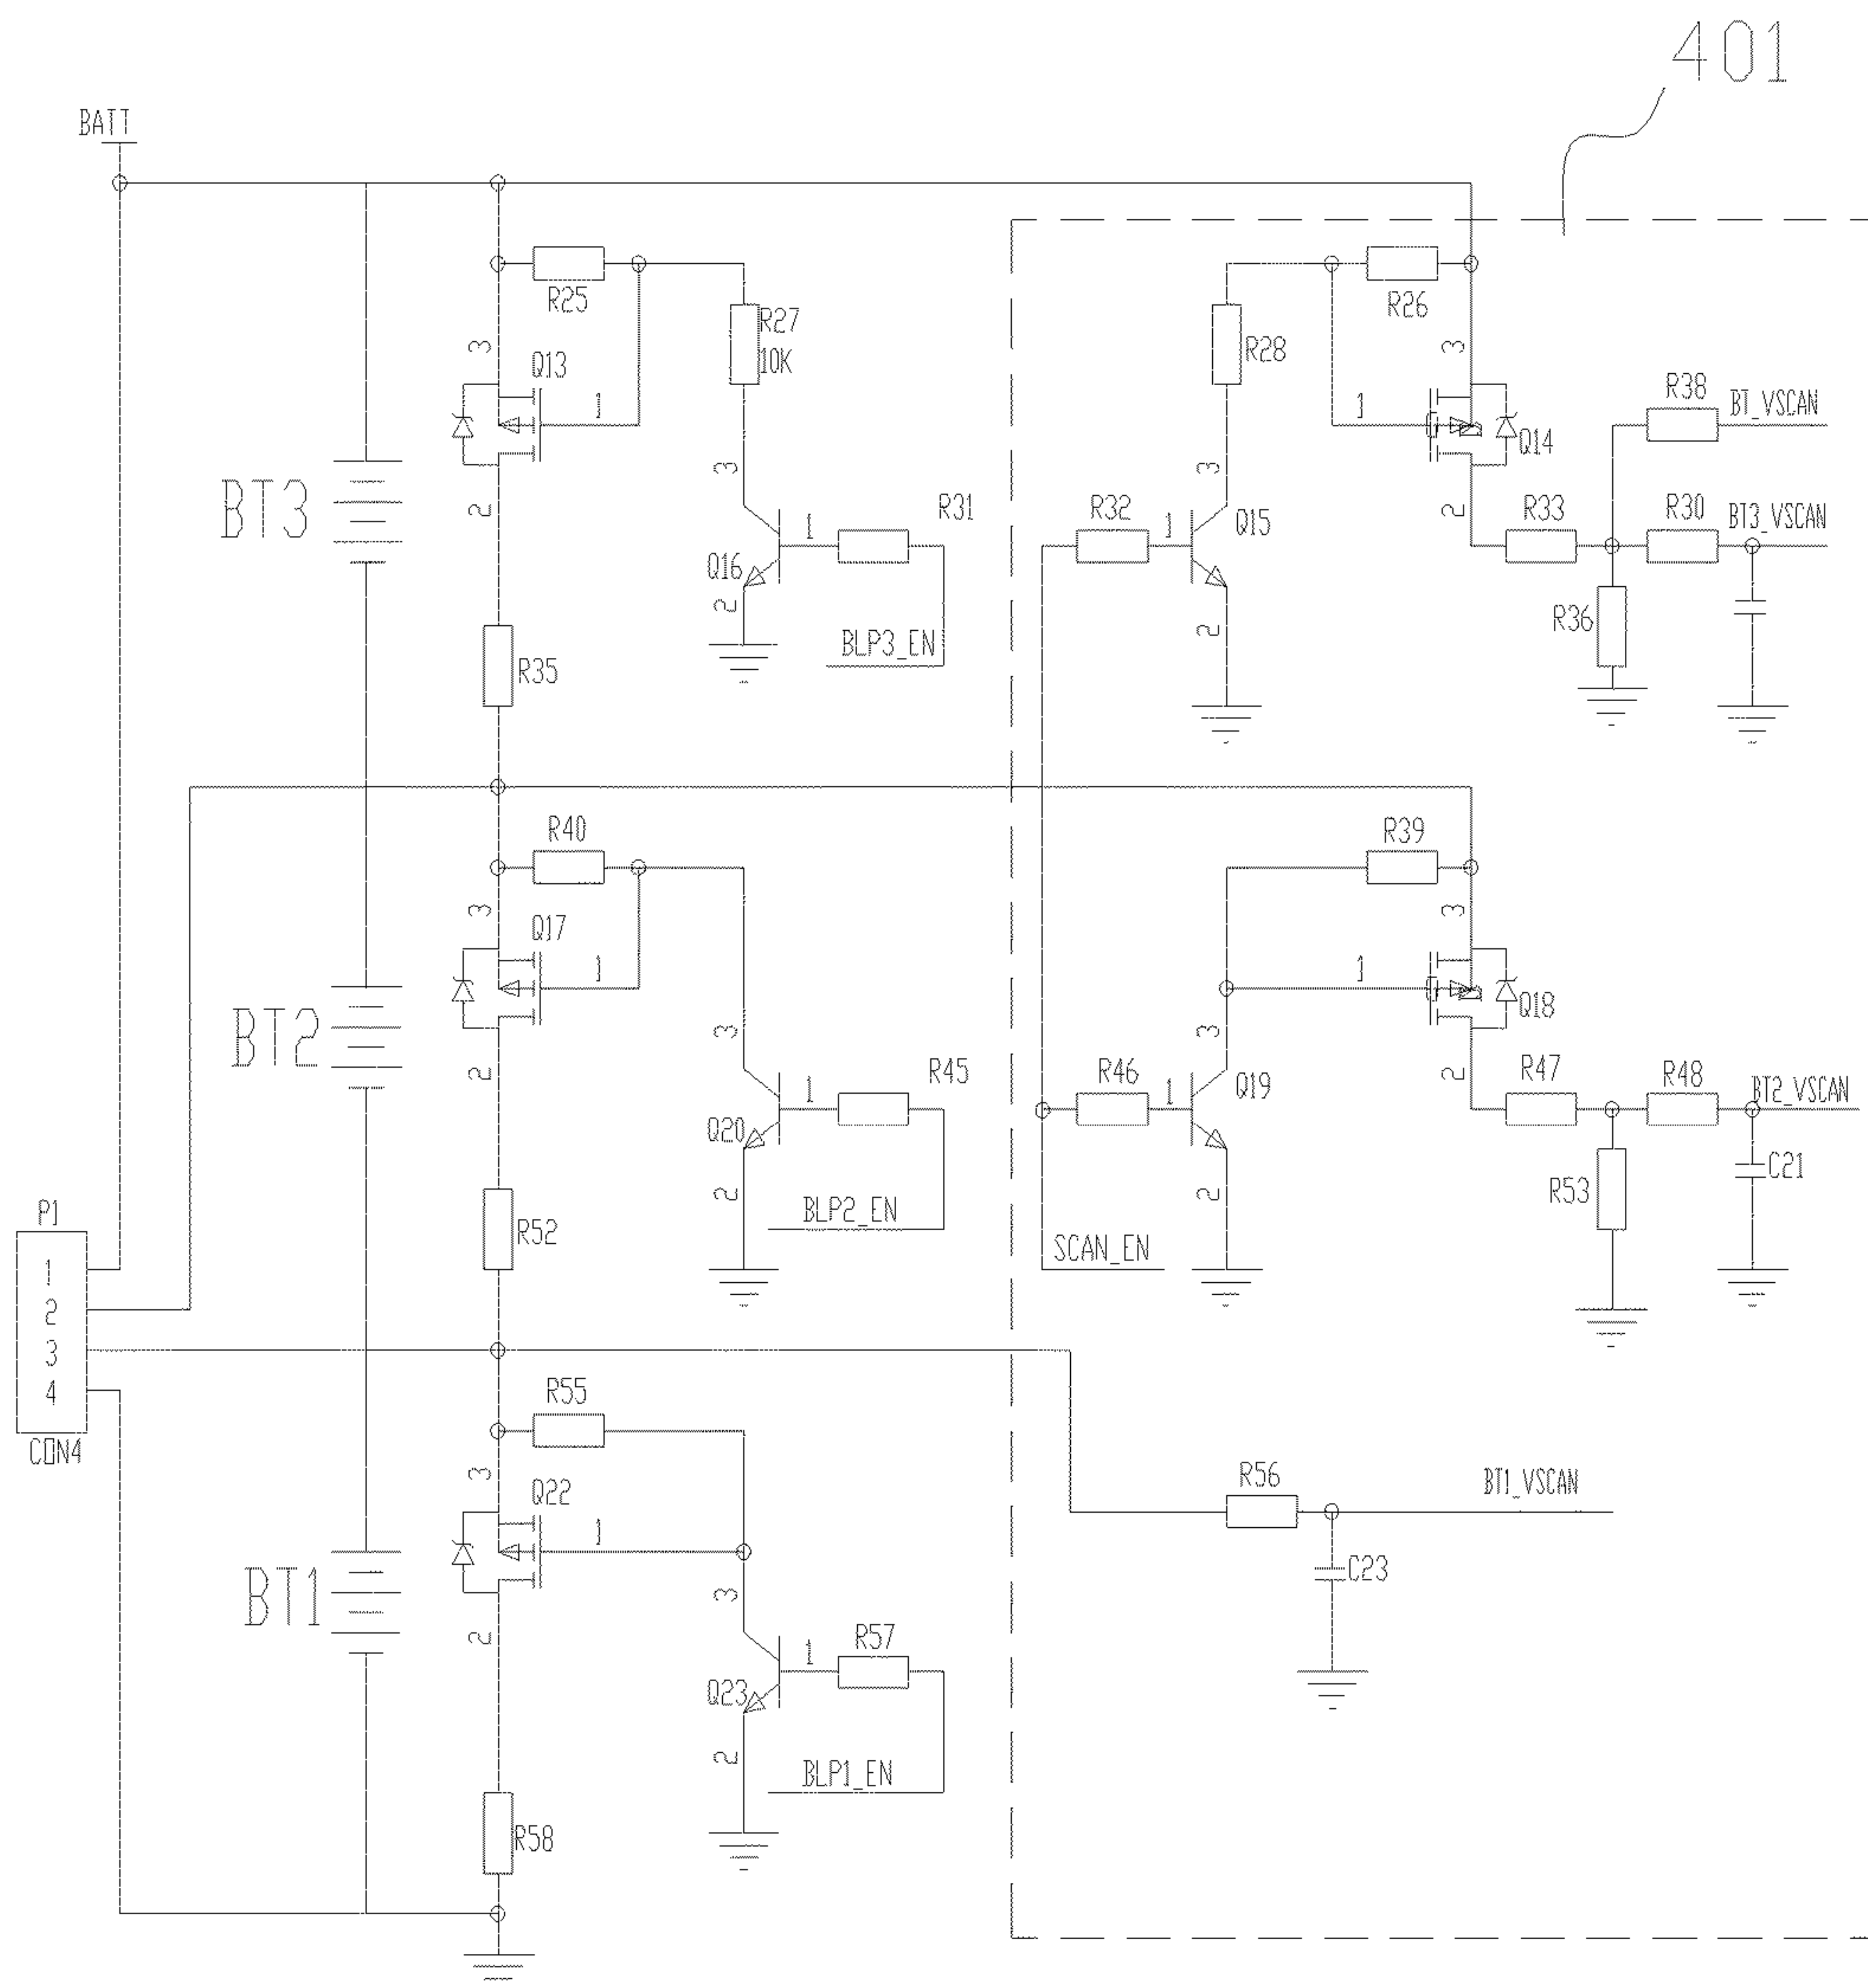 401
BATT
R25
R26
R27
10K
R28
3
Q13
1
3
1
Q14
R38
BT_VSCAN
BT3
2
3
1
R31
Q16
2
BLP3_EN
3
R32
1
Q15
2
2
R33
R30
BT3_VSCAN
R36
R35
R40
R39
3
Q17
1
3
1
Q18
BT2
2
3
1
R45
Q20
2
BLP2_EN
3
R46
1
Q19
2
SCAN_EN
2
R47
R48
BT2_VSCAN
C21
R53
R52
P1
1
2
3
4
CON4
R55
3
Q22
1
R56
BT1_VSCAN
C23
BT1
2
3
1
R57
Q23
2
BLP1_EN
R58